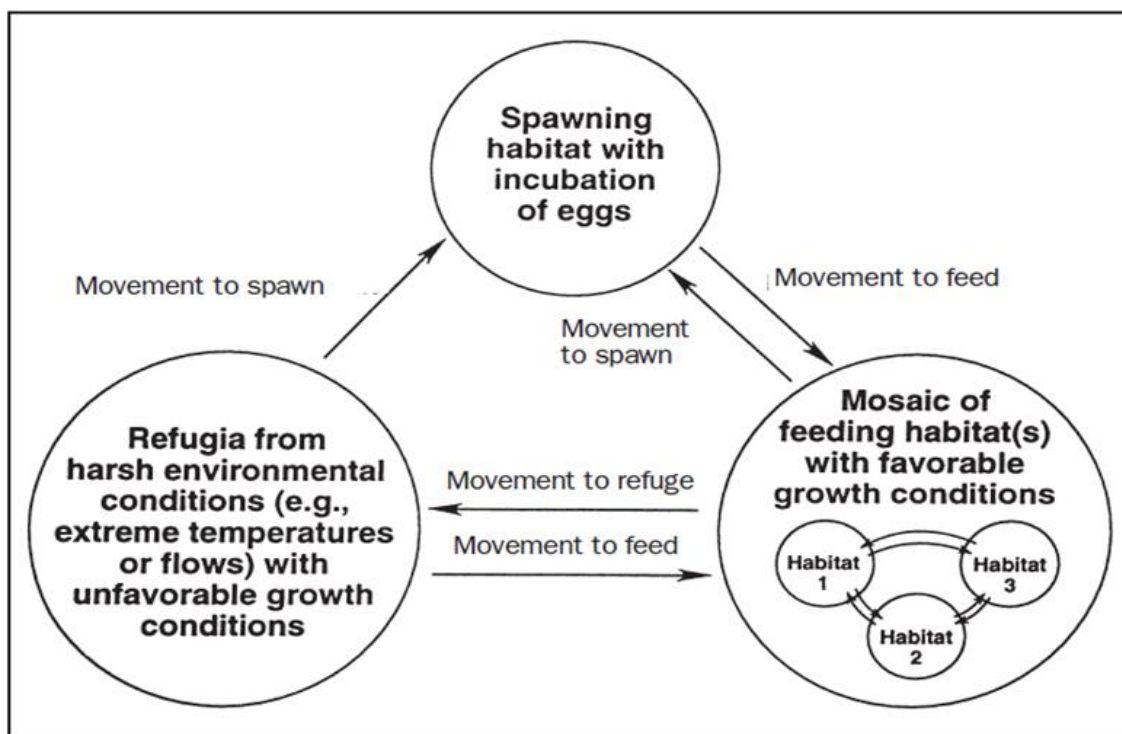 Spawning
habitat with
incubation
of eggs
Movement to spawn
Movement to feed
Movement
to spawn
Refugia from
harsh environmental
conditions (e.g.,
extreme temperatures
or flows) with
unfavorable growth
conditions
Movement to refuge
Movement to feed
Mosaic of
feeding habitat(s)
with favorable
growth conditions
Habitat
1
Habitat
3
Habitat
2